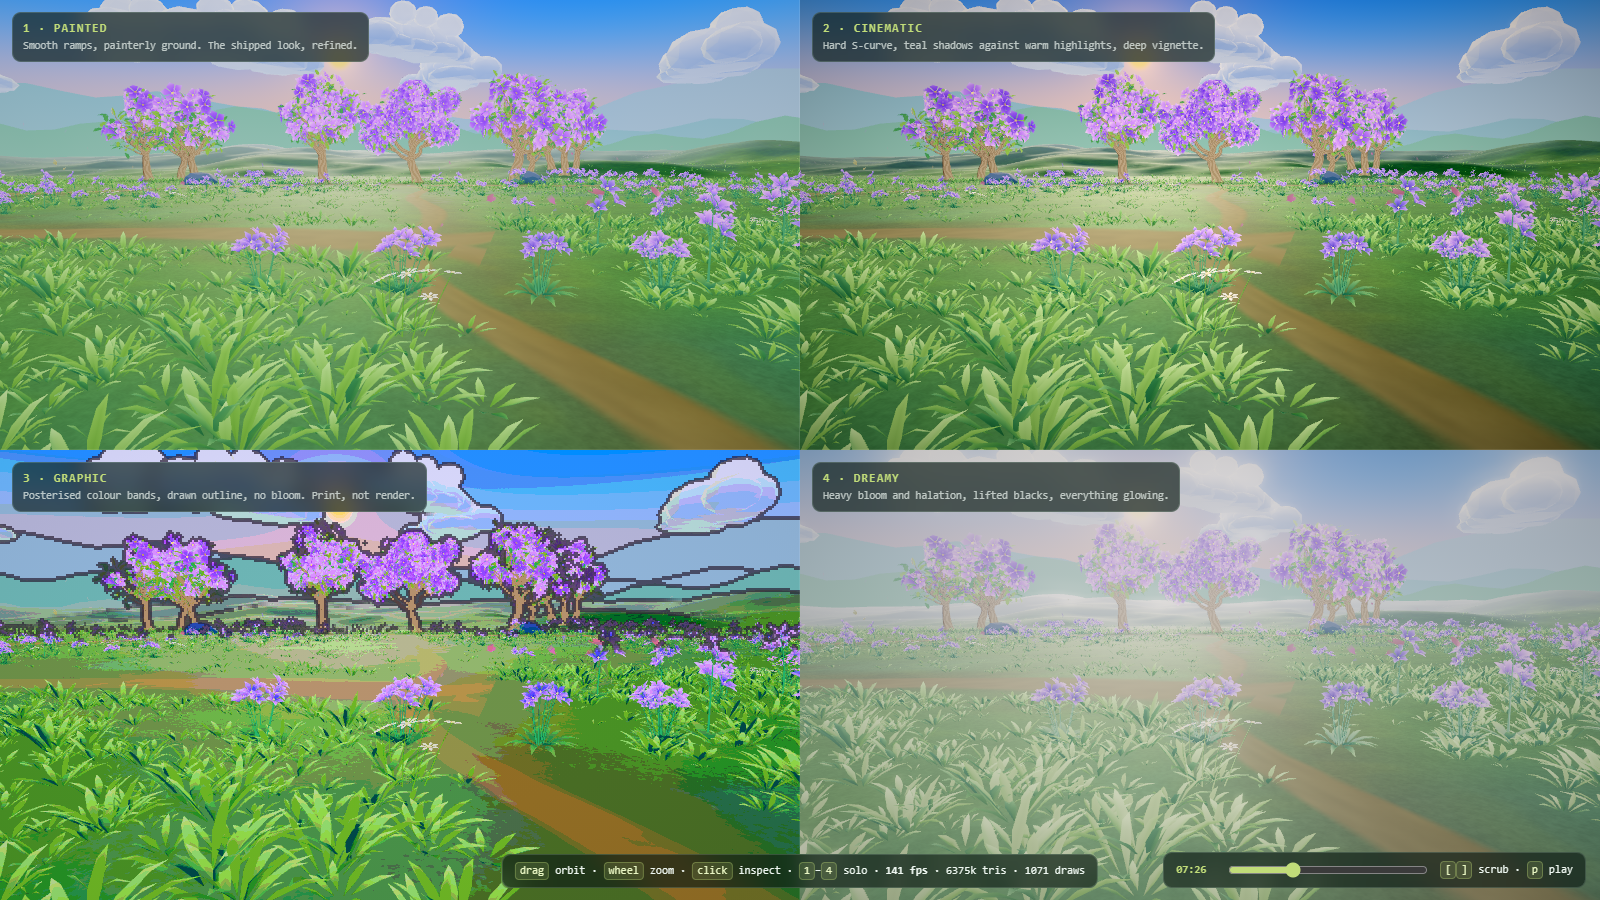 1 · PAINTED
Smooth ramps, painterly ground. The shipped look, refined.
2 · CINEMATIC
Hard S-curve, teal shadows against warm highlights, deep vignette.
3 · GRAPHIC
Posterised colour bands, drawn outline, no bloom. Print, not render.
4 · DREAMY
Heavy bloom and halation, lifted blacks, everything glowing.
drag orbit · wheel zoom · click inspect · 1–4 solo · 141 fps · 6375k tris · 1071 draws
07:26 [ ] scrub · p play